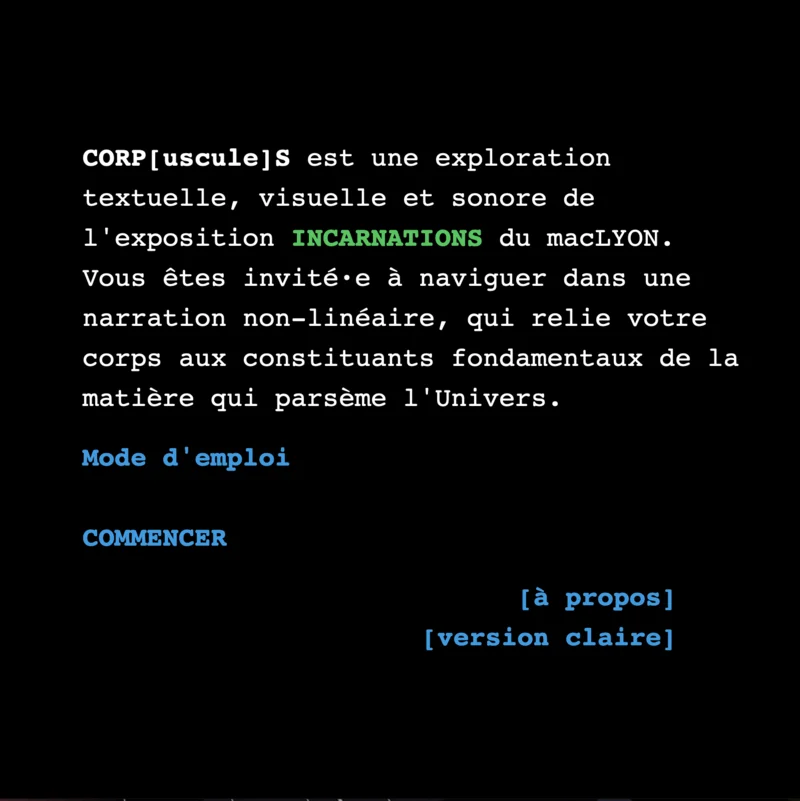 CORP[uscule]S est une exploration
textuelle, visuelle et sonore de
l'exposition INCARNATIONS du macLYON.
Vous êtes invité·e à naviguer dans une
narration non-linéaire, qui relie votre
corps aux constituants fondamentaux de la
matière qui parsème l'Univers.
Mode d'emploi
COMMENCER
[à propos]
[version claire]